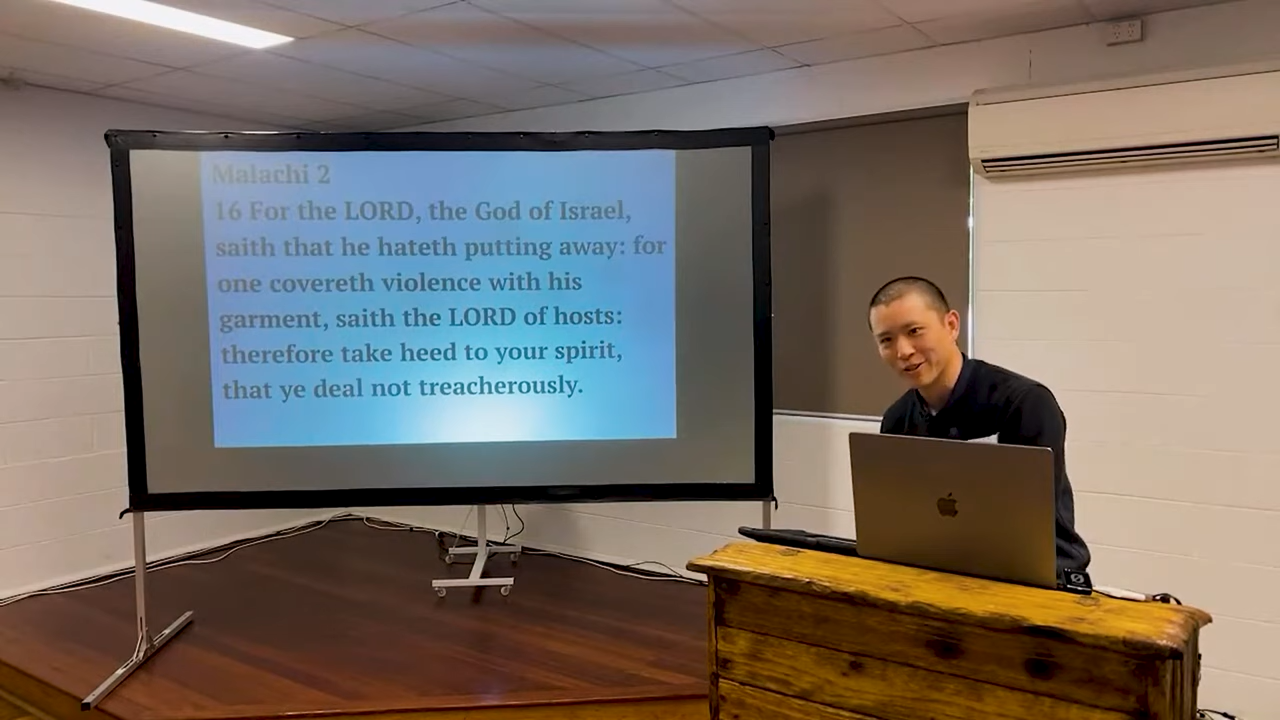 Malachi 2
16 For the LORD, the God of Israel,
saith that he hateth putting away: for
one covereth violence with his
garment, saith the LORD of hosts:
therefore take heed to your spirit,
that ye deal not treacherously.